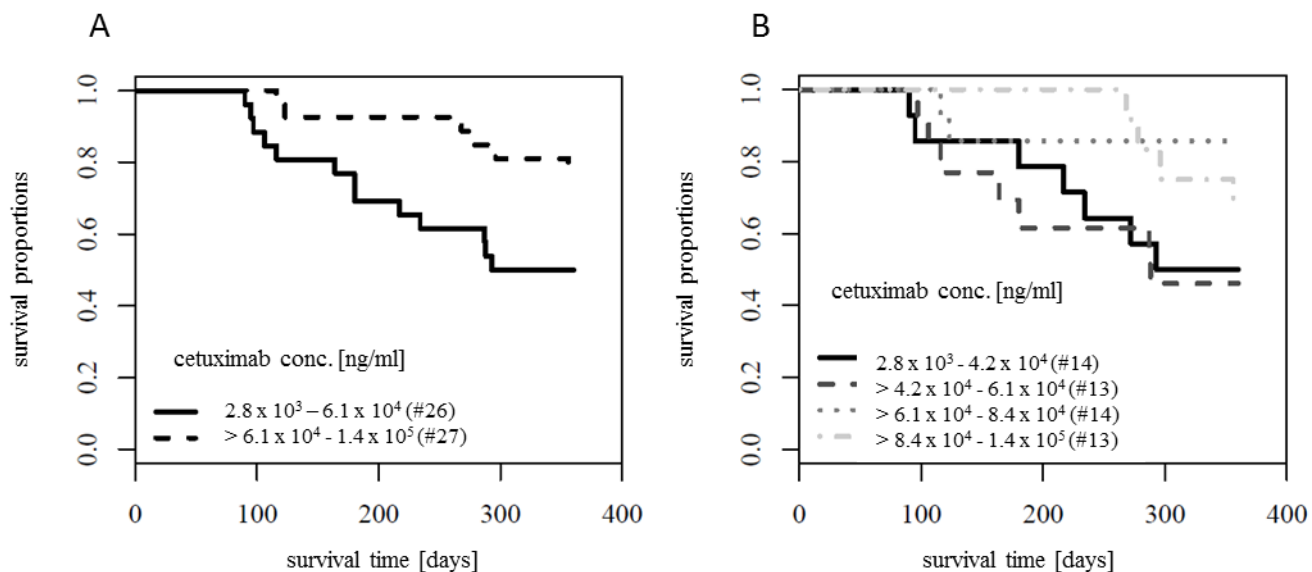 A
survival proportions
1.0
0.8
0.6
0.4
0.2
0.0
cetuximab conc. [ng/ml]
2.8 x 10³ – 6.1 x 10⁴ (#26)
> 6.1 x 10⁴ - 1.4 x 10⁵ (#27)
0 100 200 300 400
survival time [days]
B
survival proportions
1.0
0.8
0.6
0.4
0.2
0.0
cetuximab conc. [ng/ml]
2.8 x 10³ - 4.2 x 10⁴ (#14)
> 4.2 x 10⁴ - 6.1 x 10⁴ (#13)
> 6.1 x 10⁴ - 8.4 x 10⁴ (#14)
> 8.4 x 10⁴ - 1.4 x 10⁵ (#13)
0 100 200 300 400
survival time [days]